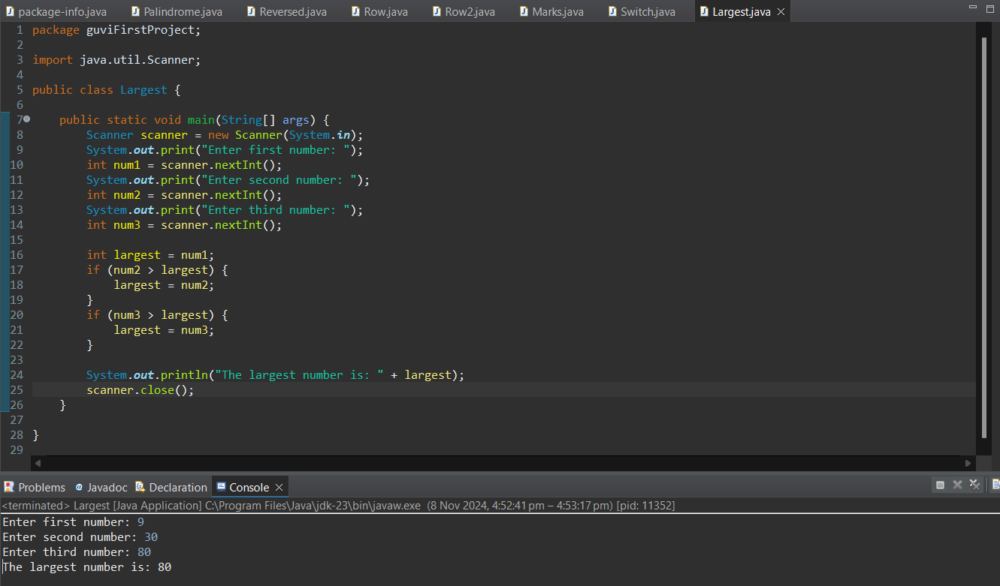 package-info.java Palindrome.java Reversed.java Row.java Row2.java Marks.java Switch.java Largest.java
1 package guviFirstProject;
2
3 import java.util.Scanner;
4
5 public class Largest {
6
7     public static void main(String[] args) {
8         Scanner scanner = new Scanner(System.in);
9         System.out.print("Enter first number: ");
10         int num1 = scanner.nextInt();
11         System.out.print("Enter second number: ");
12         int num2 = scanner.nextInt();
13         System.out.print("Enter third number: ");
14         int num3 = scanner.nextInt();
15
16         int largest = num1;
17         if (num2 > largest) {
18             largest = num2;
19         }
20         if (num3 > largest) {
21             largest = num3;
22         }
23
24         System.out.println("The largest number is: " + largest);
25         scanner.close();
26     }
27
28 }
29
Problems Javadoc Declaration Console
<terminated> Largest [Java Application] C:\Program Files\Java\jdk-23\bin\javaw.exe (8 Nov 2024, 4:52:41 pm – 4:53:17 pm) [pid: 11352]
Enter first number: 9
Enter second number: 30
Enter third number: 80
The largest number is: 80